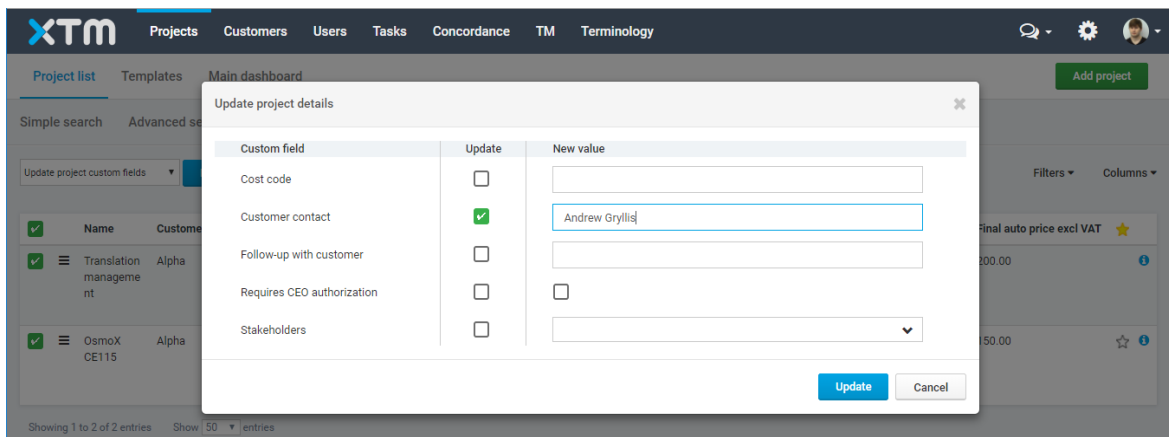 XTM Projects Customers Users Tasks Concordance TM Terminology
Project list Templates Main dashboard Add project
Update project details
Simple search Advanced se
Custom field Update New value
Update project custom fields Filters Columns
Cost code
Customer contact Andrew Gryllis
Name Custome Final auto price excl VAT
Follow-up with customer
Translation manageme nt Alpha 200.00
Requires CEO authorization
Stakeholders
OsmoX CE115 Alpha 150.00
Update Cancel
Showing 1 to 2 of 2 entries Show 50 entries